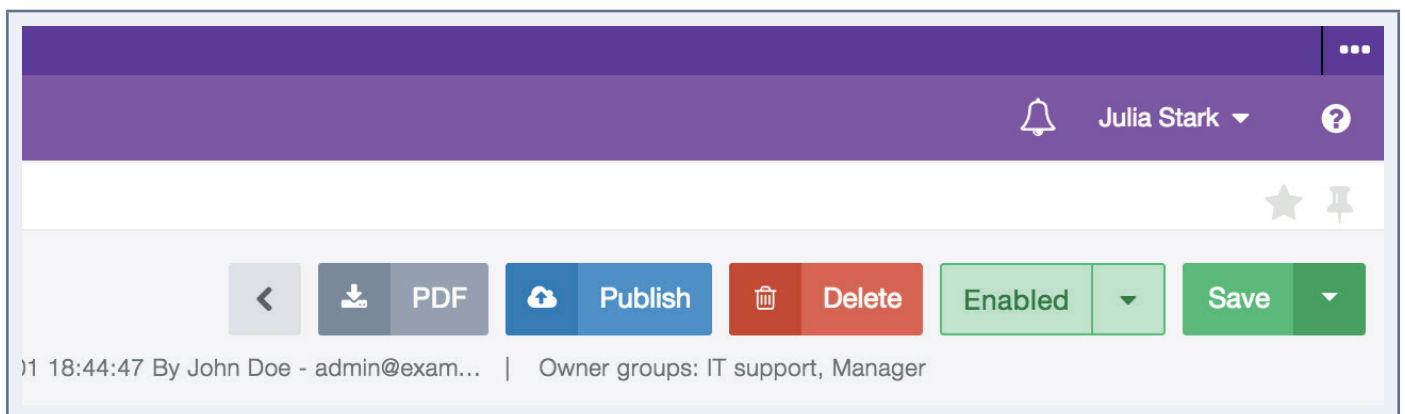 Julia Stark
PDF Publish Delete Enabled Save
01 18:44:47 By John Doe - admin@exam... | Owner groups: IT support, Manager